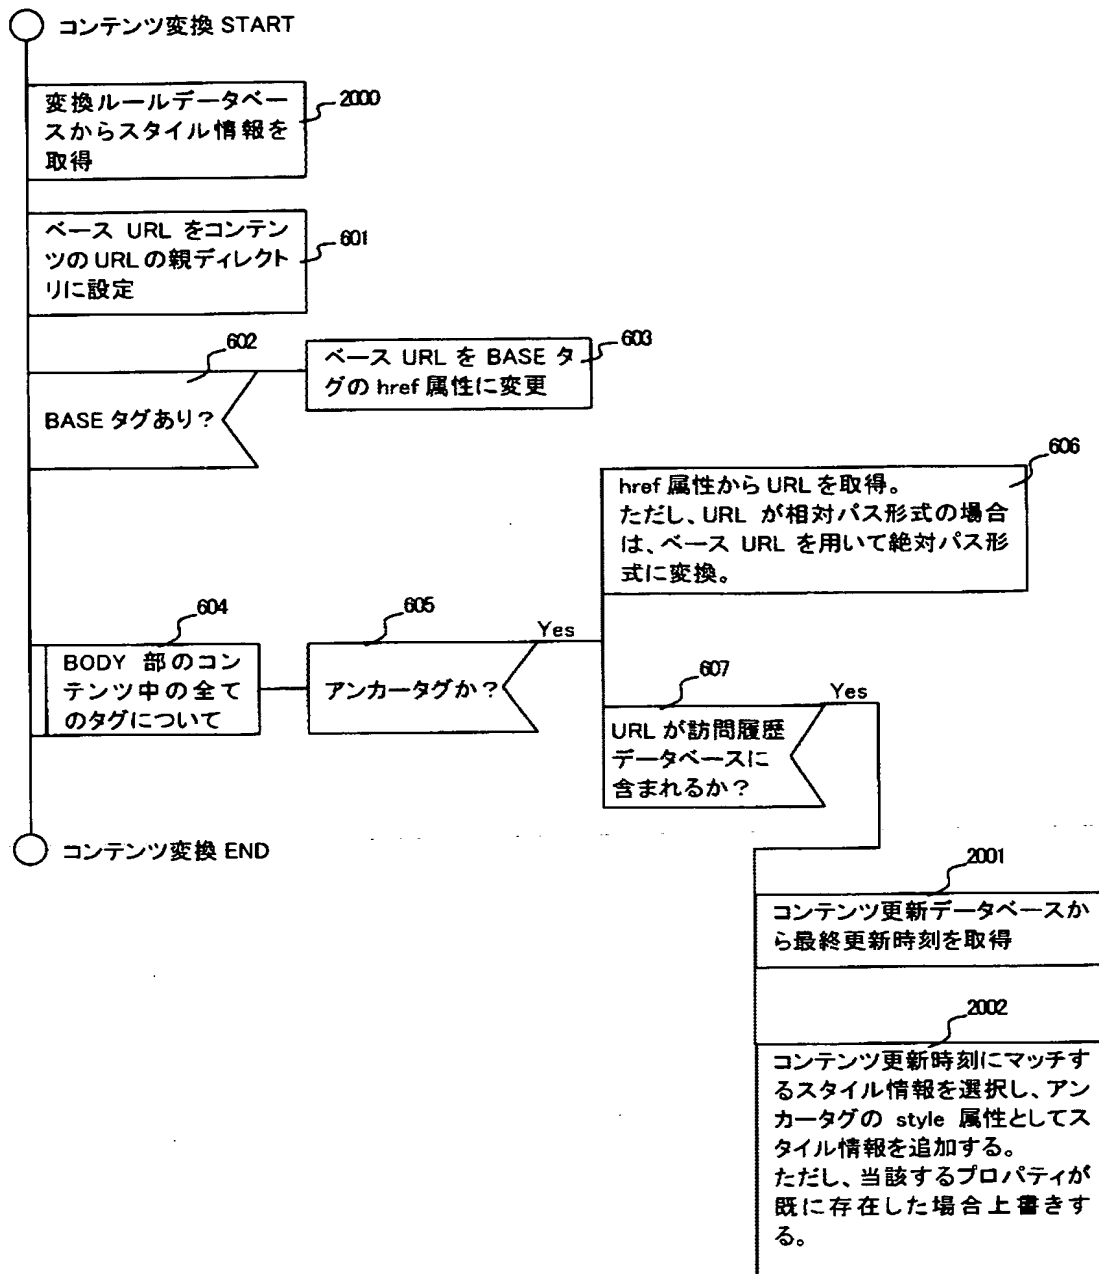 コンテンツ変換 START
変換ルールデータベー
スからスタイル情報を
取得
2000
ベース URL をコンテン
ツの URL の親ディレクト
リに設定
601
602
BASE タグあり?
ベース URL を BASE タ
グの href 属性に変更
603
604
BODY 部のコン
テンツ中の全て
のタグについて
605
アンカータグか?
Yes
606
href 属性から URL を取得。
ただし、URL が相対パス形式の場合
は、ベース URL を用いて絶対パス形
式に変換。
607
URL が訪問履歴
データベースに
含まれるか?
Yes
コンテンツ変換 END
2001
コンテンツ更新データベースか
ら最終更新時刻を取得
2002
コンテンツ更新時刻にマッチす
るスタイル情報を選択し、アン
カータグの style 属性としてス
タイル情報を追加する。
ただし、当該するプロパティが
既に存在した場合上書きす
る。